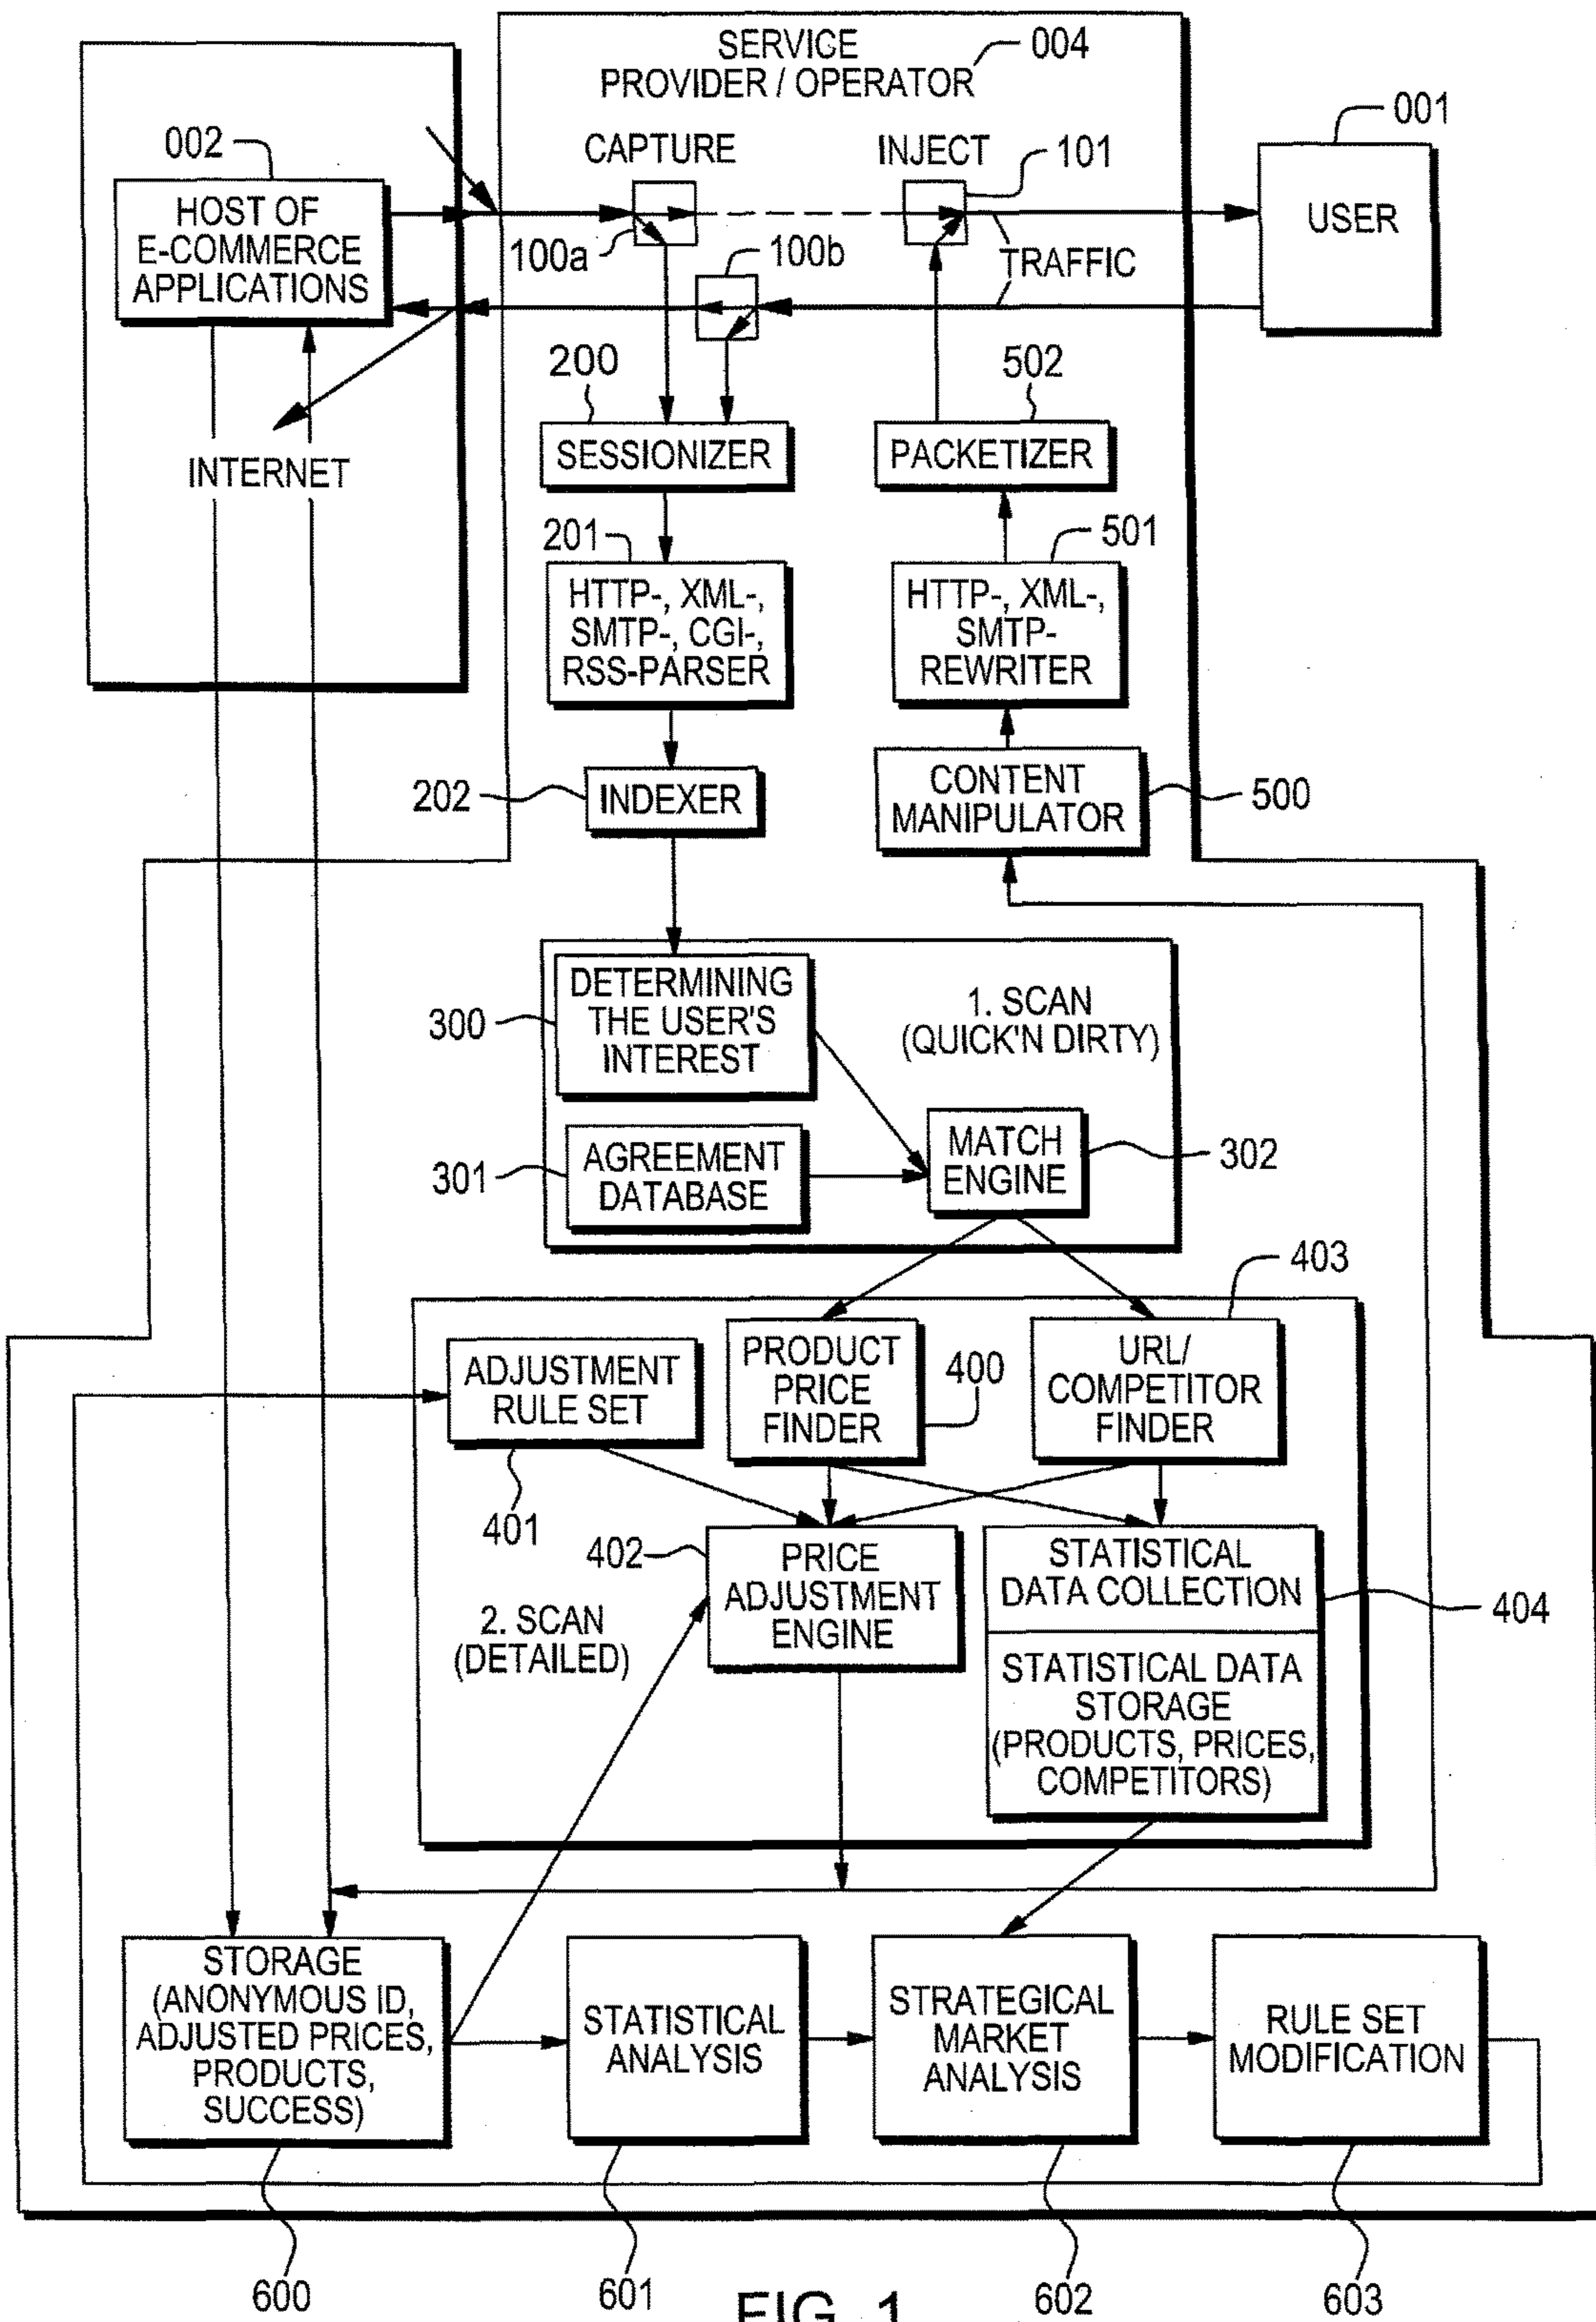 SERVICE
PROVIDER / OPERATOR
004
002
HOST OF
E-COMMERCE
APPLICATIONS
CAPTURE
INJECT
101
001
USER
100a
100b
TRAFFIC
INTERNET
200
SESSIONIZER
502
PACKETIZER
201
HTTP-, XML-,
SMTP-, CGI-,
RSS-PARSER
501
HTTP-, XML-,
SMTP-
REWRITER
202
INDEXER
CONTENT
MANIPULATOR
500
300
DETERMINING
THE USER'S
INTEREST
1. SCAN
(QUICK'N DIRTY)
301
AGREEMENT
DATABASE
MATCH
ENGINE
302
403
ADJUSTMENT
RULE SET
401
PRODUCT
PRICE
FINDER
400
URL/
COMPETITOR
FINDER
402
PRICE
ADJUSTMENT
ENGINE
2. SCAN
(DETAILED)
STATISTICAL
DATA COLLECTION
404
STATISTICAL DATA
STORAGE
(PRODUCTS, PRICES,
COMPETITORS)
STORAGE
(ANONYMOUS ID,
ADJUSTED PRICES,
PRODUCTS,
SUCCESS)
STATISTICAL
ANALYSIS
STRATEGICAL
MARKET
ANALYSIS
RULE SET
MODIFICATION
600
601
602
603
FIG. 1